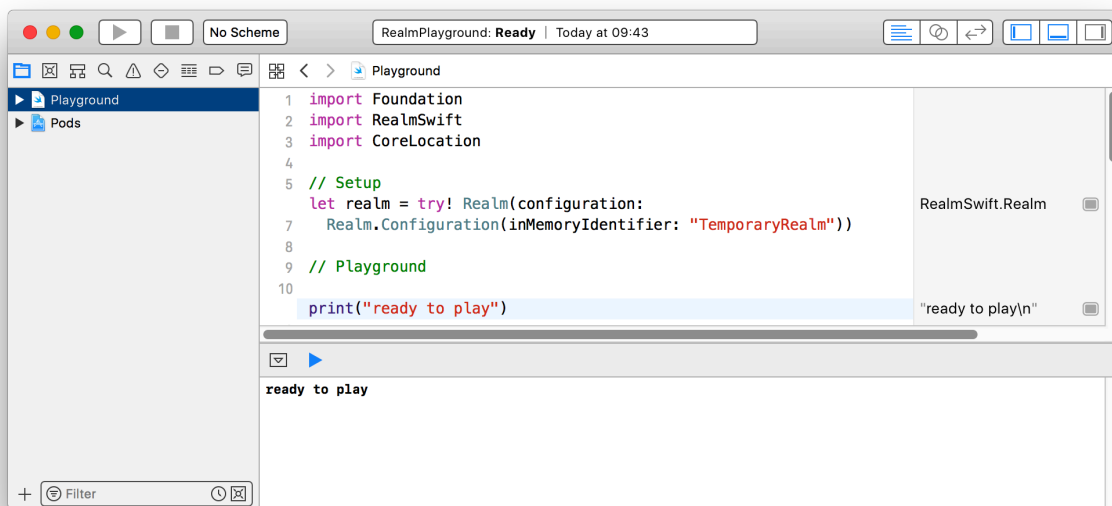 No Scheme
RealmPlayground: Ready | Today at 09:43
Playground
Playground
Pods
1 import Foundation
2 import RealmSwift
3 import CoreLocation
4
5 // Setup
let realm = try! Realm(configuration:
RealmSwift.Realm
7 Realm.Configuration(inMemoryIdentifier: "TemporaryRealm"))
8
9 // Playground
10
print("ready to play")
"ready to play\n"
ready to play
Filter